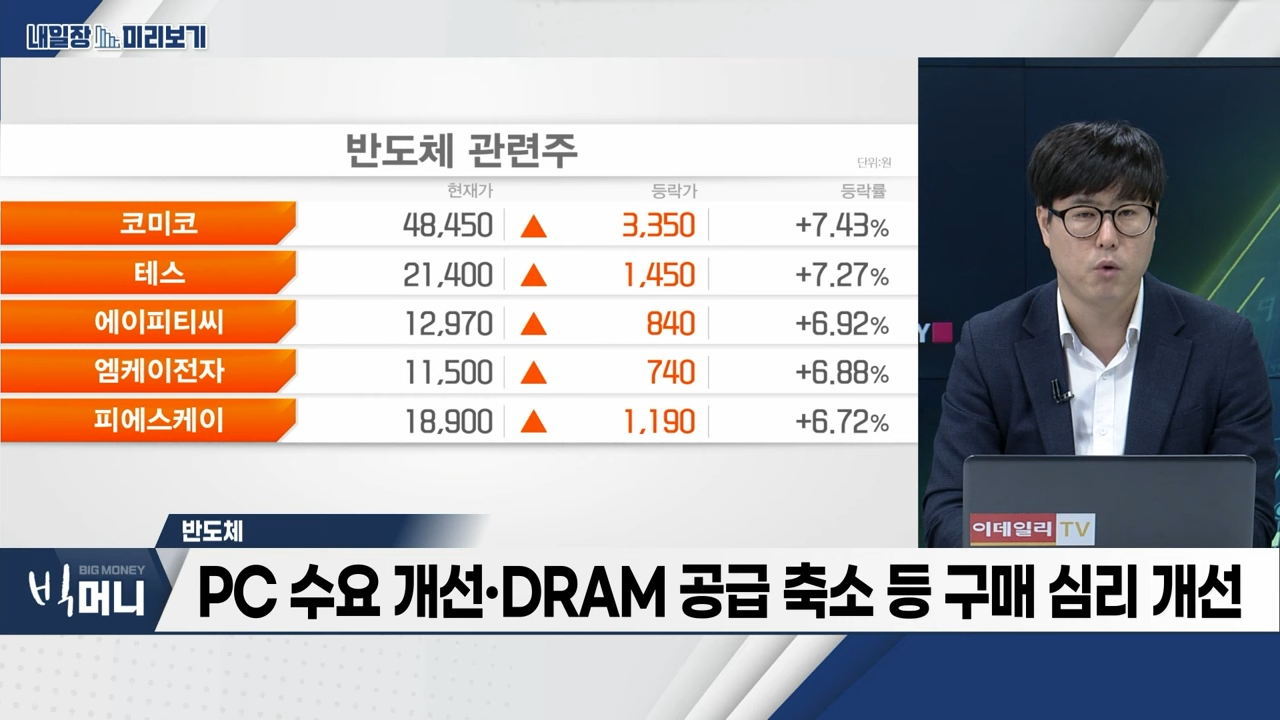 내일장 미리보기
반도체 관련주
단위:원
현재가 등락가 등락률
코미코 48,450 ▲ 3,350 +7.43%
테스 21,400 ▲ 1,450 +7.27%
에이피티씨 12,970 ▲ 840 +6.92%
엠케이전자 11,500 ▲ 740 +6.88%
피에스케이 18,900 ▲ 1,190 +6.72%
Y
이데일리TV
반도체
BIG MONEY
빅머니
PC 수요 개선·DRAM 공급 축소 등 구매 심리 개선